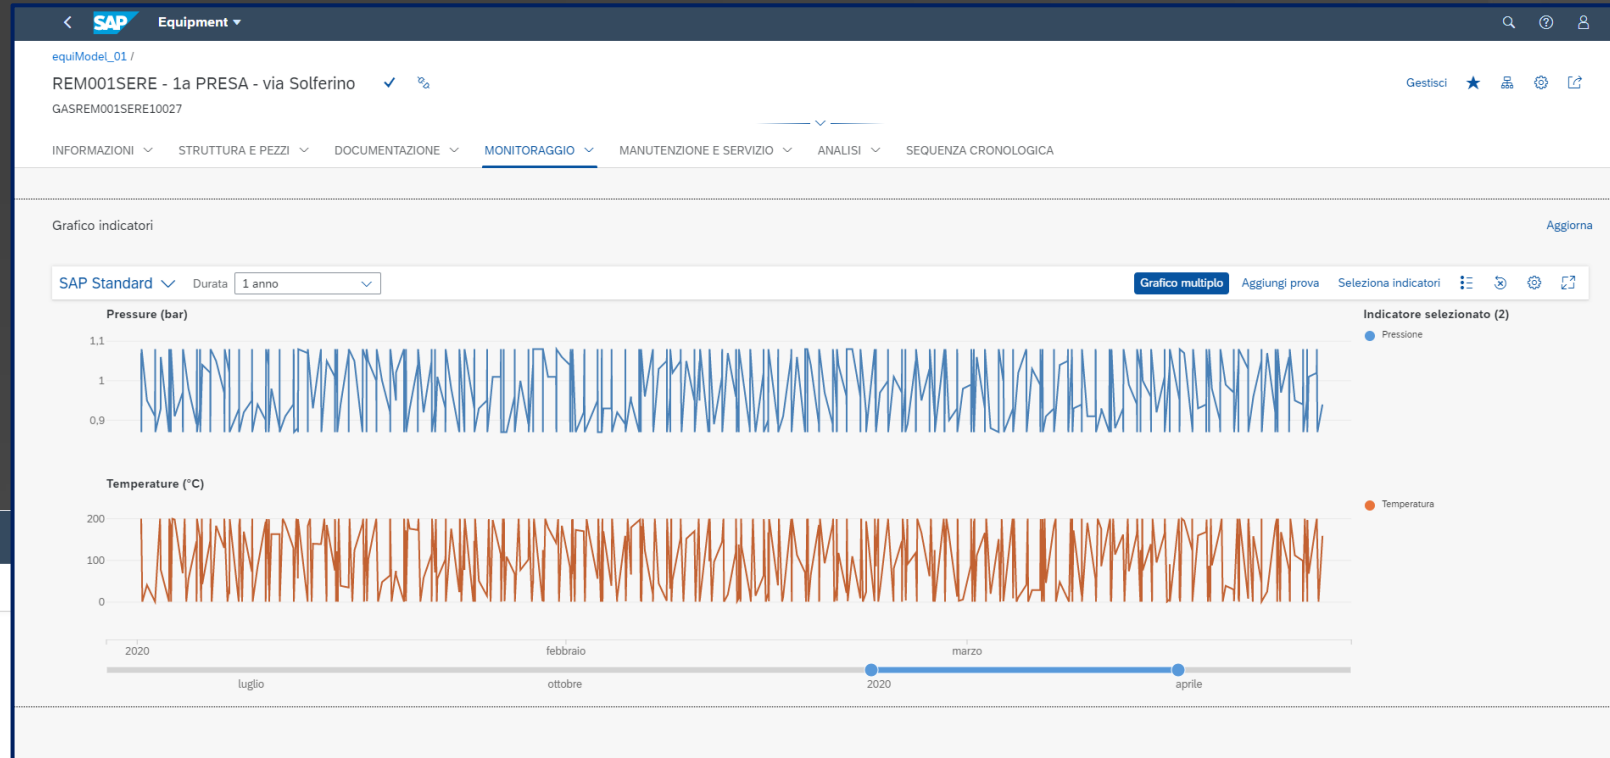 SAP Equipment
equiModel_01 /
REM001SERE - 1a PRESA - via Solferino
Gestisci
GASREM001SERE10027
INFORMAZIONI STRUTTURA E PEZZI DOCUMENTAZIONE MONITORAGGIO MANUTENZIONE E SERVIZIO ANALISI SEQUENZA CRONOLOGICA
Grafico indicatori Aggiorna
SAP Standard Durata 1 anno Grafico multiplo Aggiungi prova Seleziona indicatori
Pressure (bar) Indicatore selezionato (2)
Pressione
1,1
1
0,9
Temperature (°C)
Temperatura
200
100
0
2020 febbraio marzo
luglio ottobre 2020 aprile